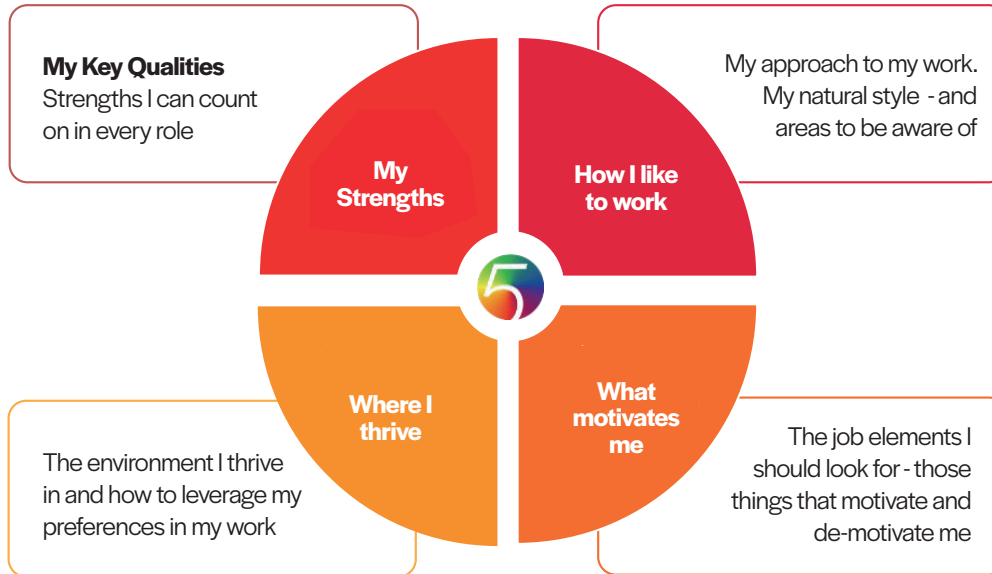 My Key Qualities
Strengths I can count
on in every role
My approach to my work.
My natural style - and
areas to be aware of
My
Strengths
How I like
to work
5
Where I
thrive
What
motivates
me
The environment I thrive
in and how to leverage my
preferences in my work
The job elements I
should look for - those
things that motivate and
de-motivate me